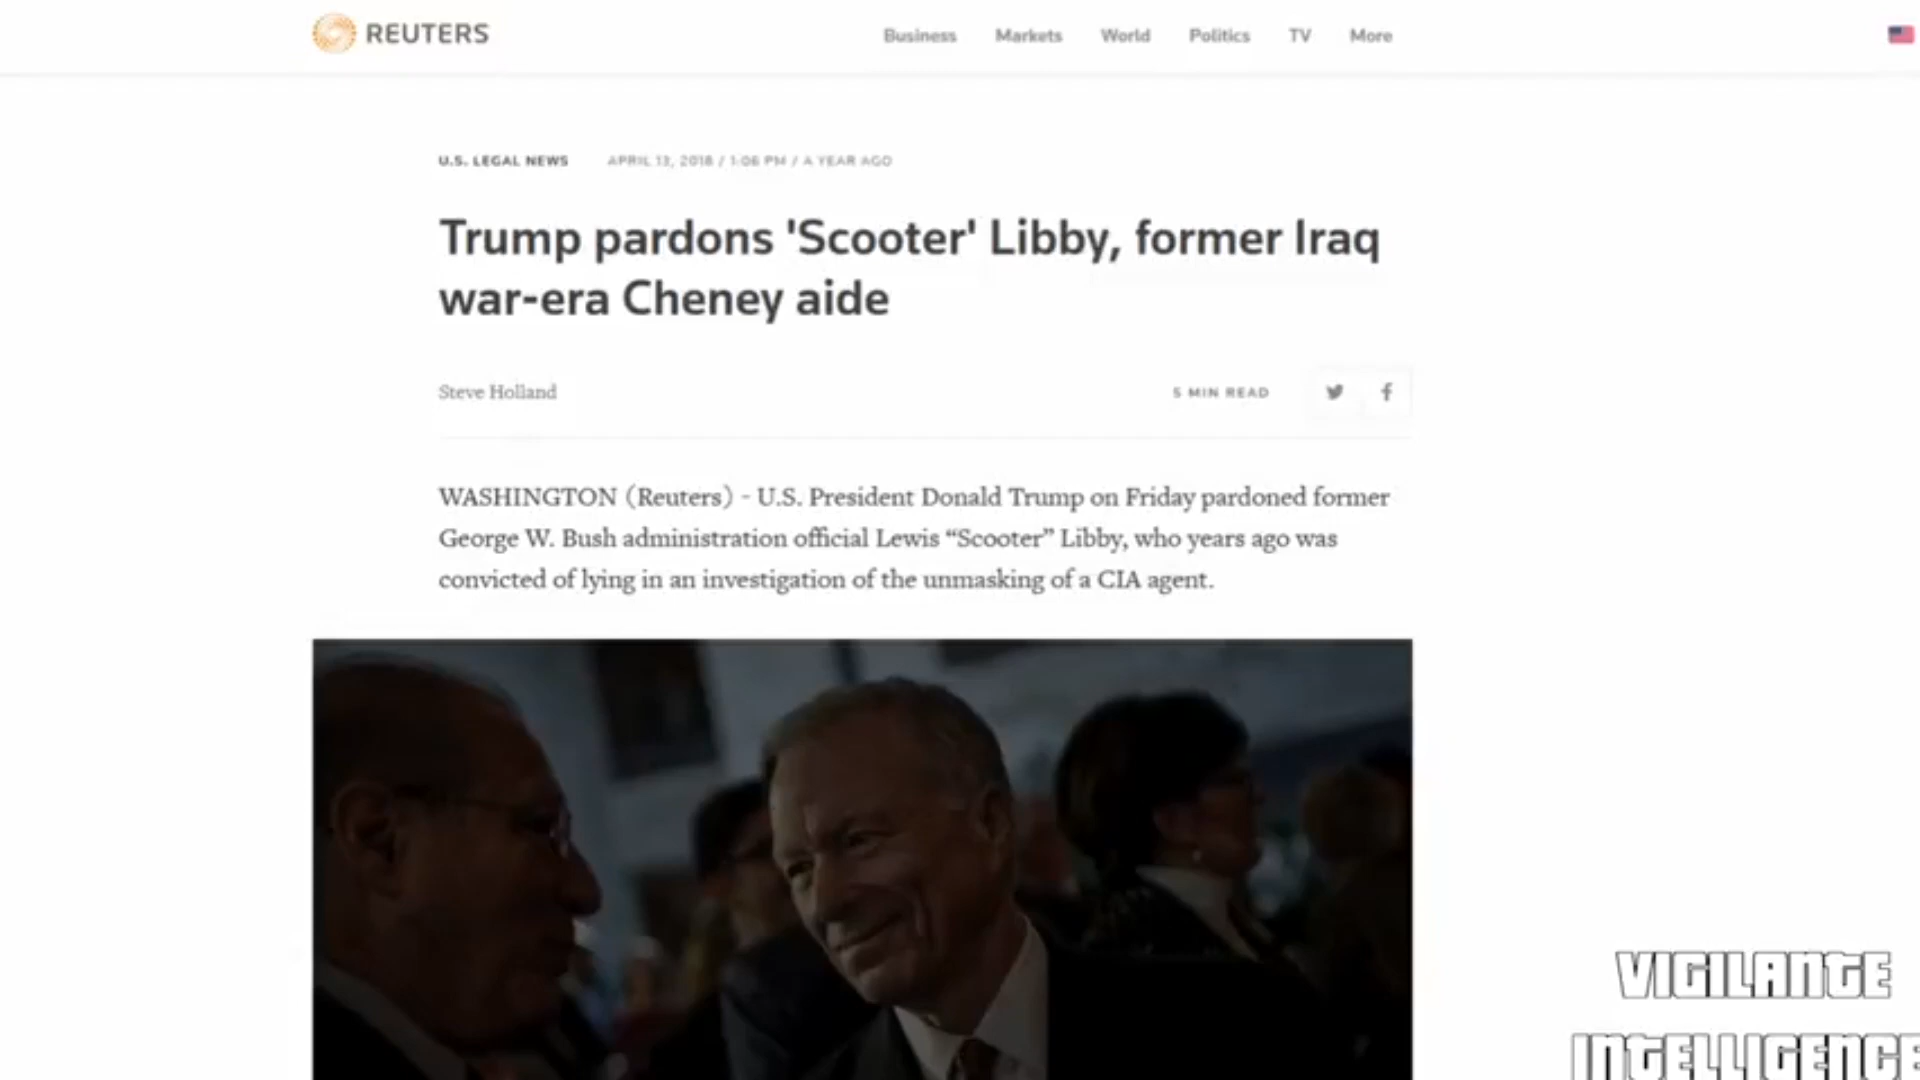 REUTERS
Business Markets World Politics TV More
U.S. LEGAL NEWS APRIL 13, 2018 / 1:06 PM / A YEAR AGO
Trump pardons 'Scooter' Libby, former Iraq
war-era Cheney aide
Steve Holland
5 MIN READ
WASHINGTON (Reuters) - U.S. President Donald Trump on Friday pardoned former
George W. Bush administration official Lewis “Scooter” Libby, who years ago was
convicted of lying in an investigation of the unmasking of a CIA agent.
VIGILANTE
INTELLIGENCE